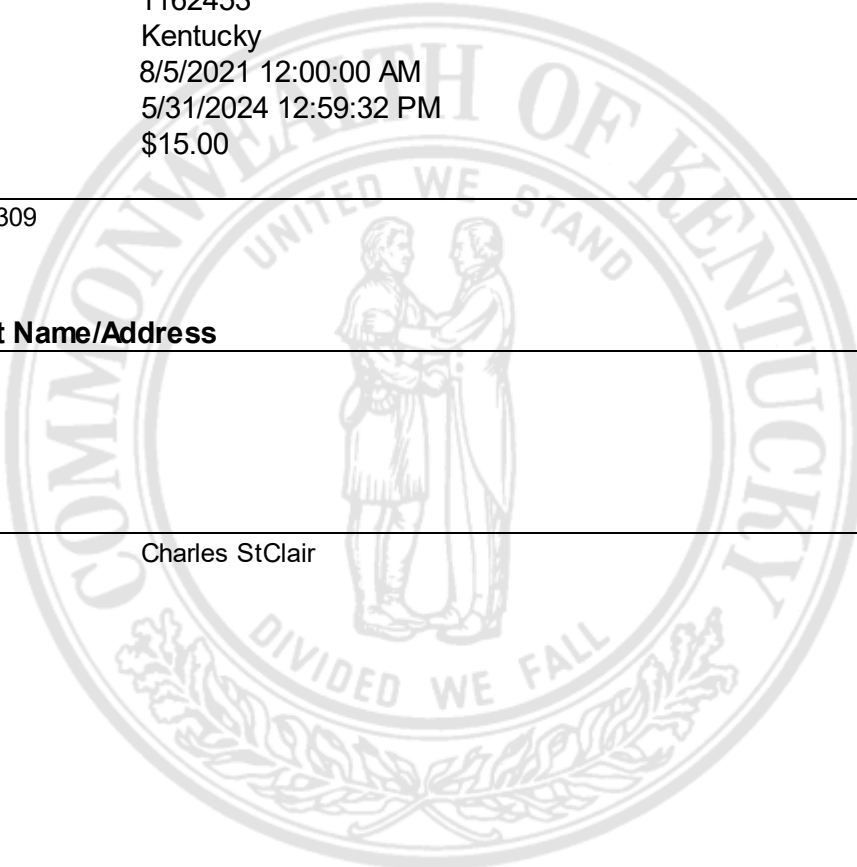 1162453
Kentucky
8/5/2021 12:00:00 AM
5/31/2024 12:59:32 PM
$15.00
309
t Name/Address
Charles StClair
COMMONWEALTH OF KENTUCKY
UNITED WE STAND
DIVIDED WE FALL